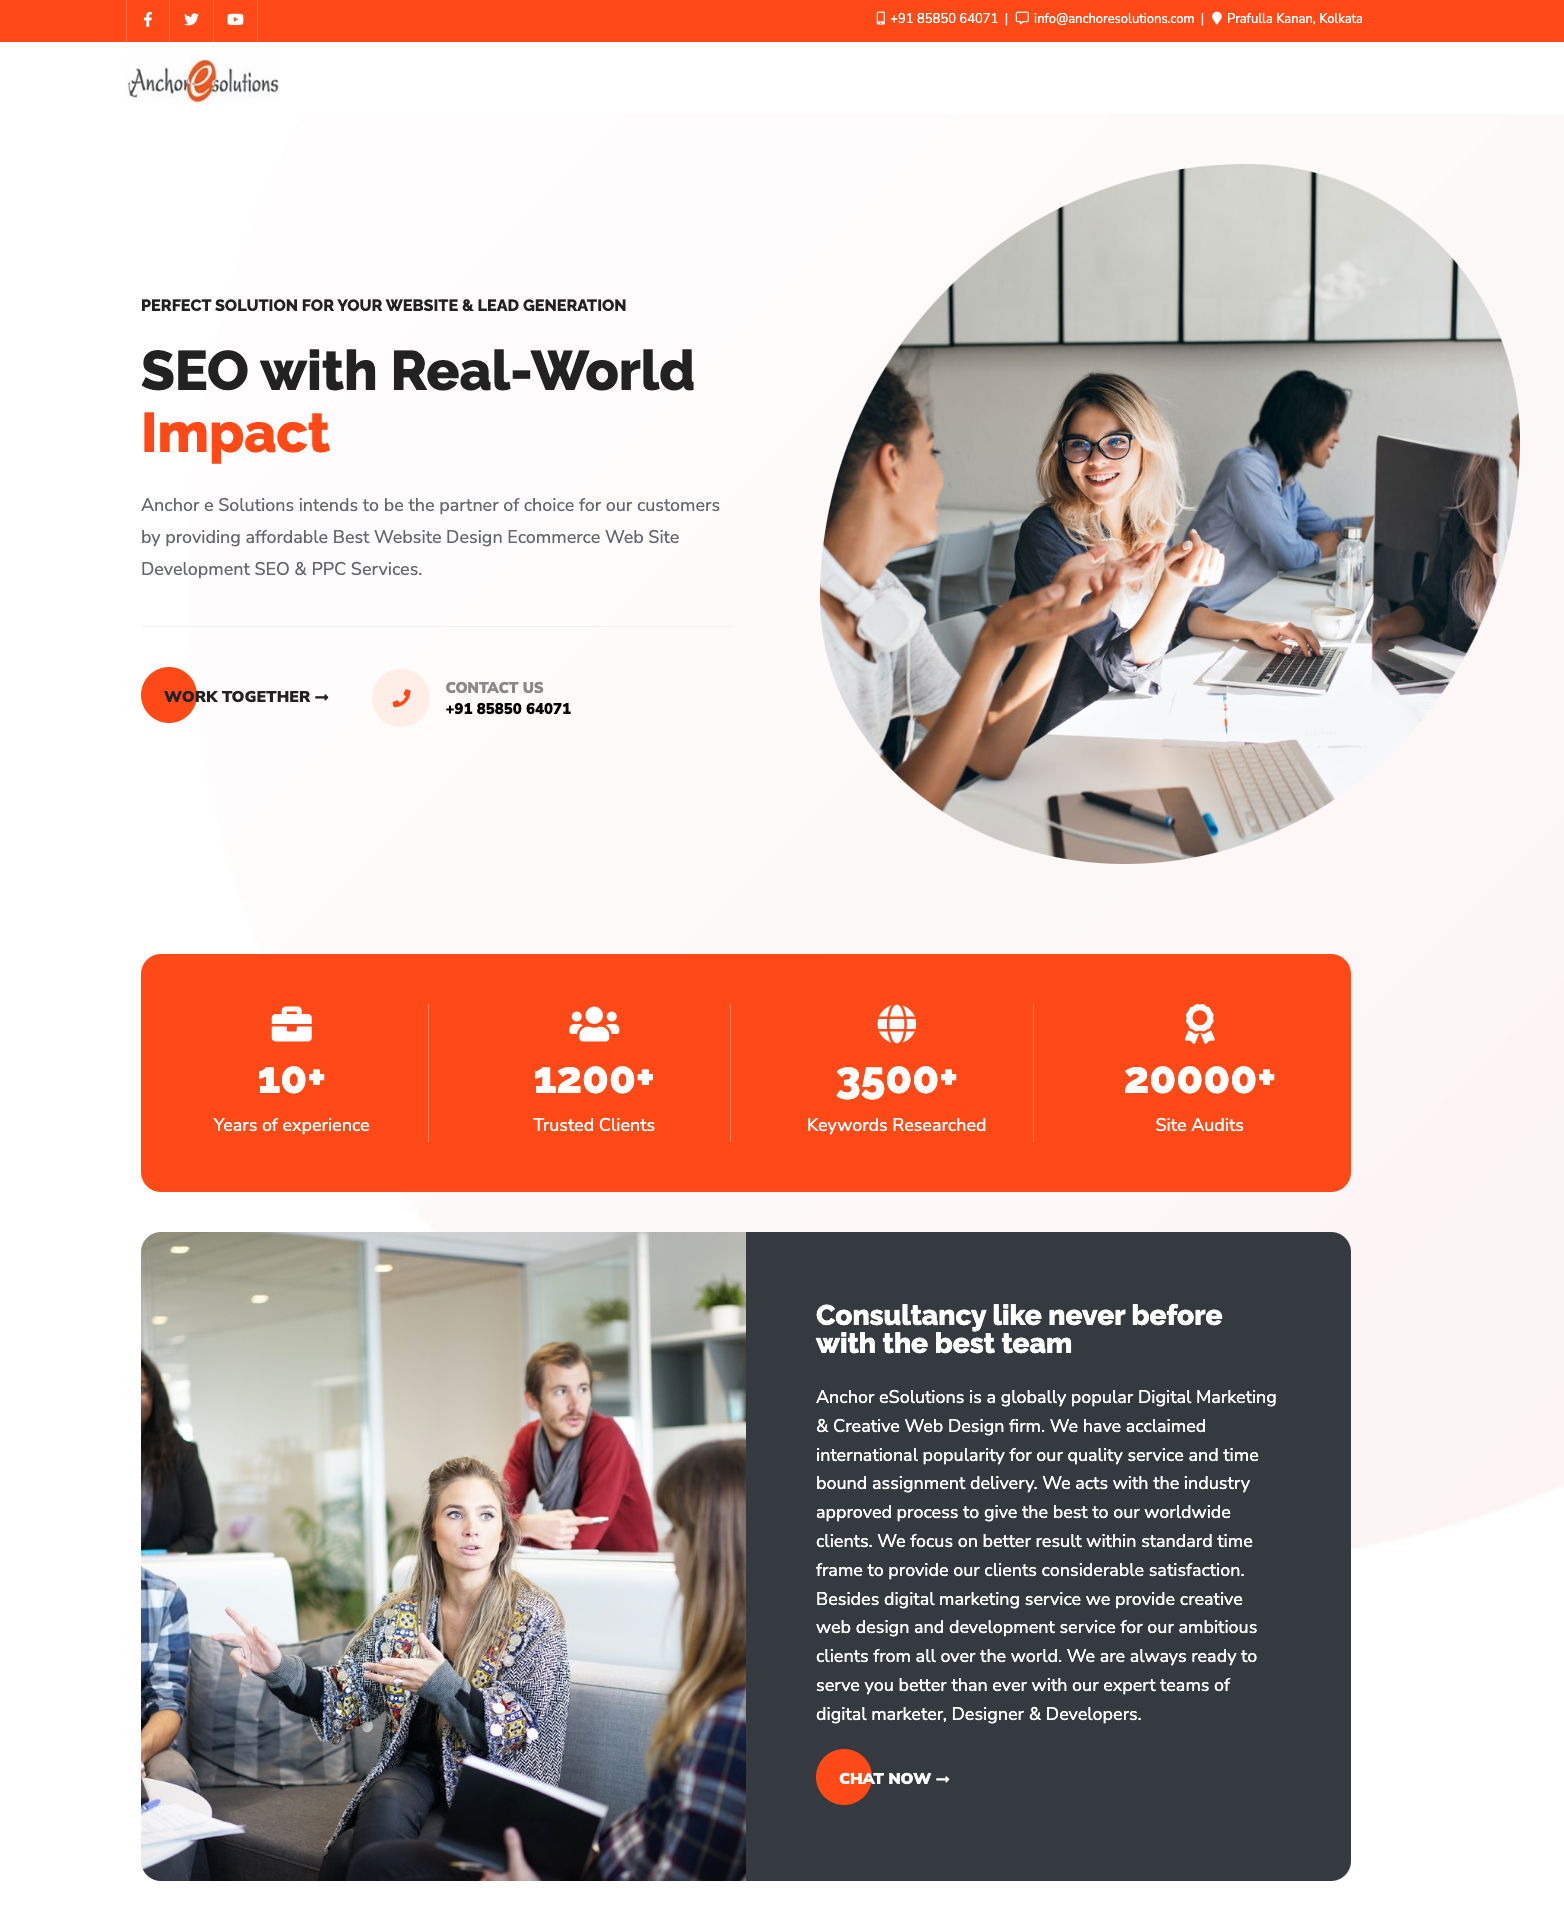 +91 85850 64071 | info@anchoresolutions.com | Prafulla Kanan, Kolkata
Anchor e solutions
PERFECT SOLUTION FOR YOUR WEBSITE & LEAD GENERATION
SEO with Real-World
Impact
Anchor e Solutions intends to be the partner of choice for our customers
by providing affordable Best Website Design Ecommerce Web Site
Development SEO & PPC Services.
WORK TOGETHER →
CONTACT US
+91 85850 64071
10+
Years of experience
1200+
Trusted Clients
3500+
Keywords Researched
20000+
Site Audits
Consultancy like never before
with the best team
Anchor eSolutions is a globally popular Digital Marketing
& Creative Web Design firm. We have acclaimed
international popularity for our quality service and time
bound assignment delivery. We acts with the industry
approved process to give the best to our worldwide
clients. We focus on better result within standard time
frame to provide our clients considerable satisfaction.
Besides digital marketing service we provide creative
web design and development service for our ambitious
clients from all over the world. We are always ready to
serve you better than ever with our expert teams of
digital marketer, Designer & Developers.
CHAT NOW →